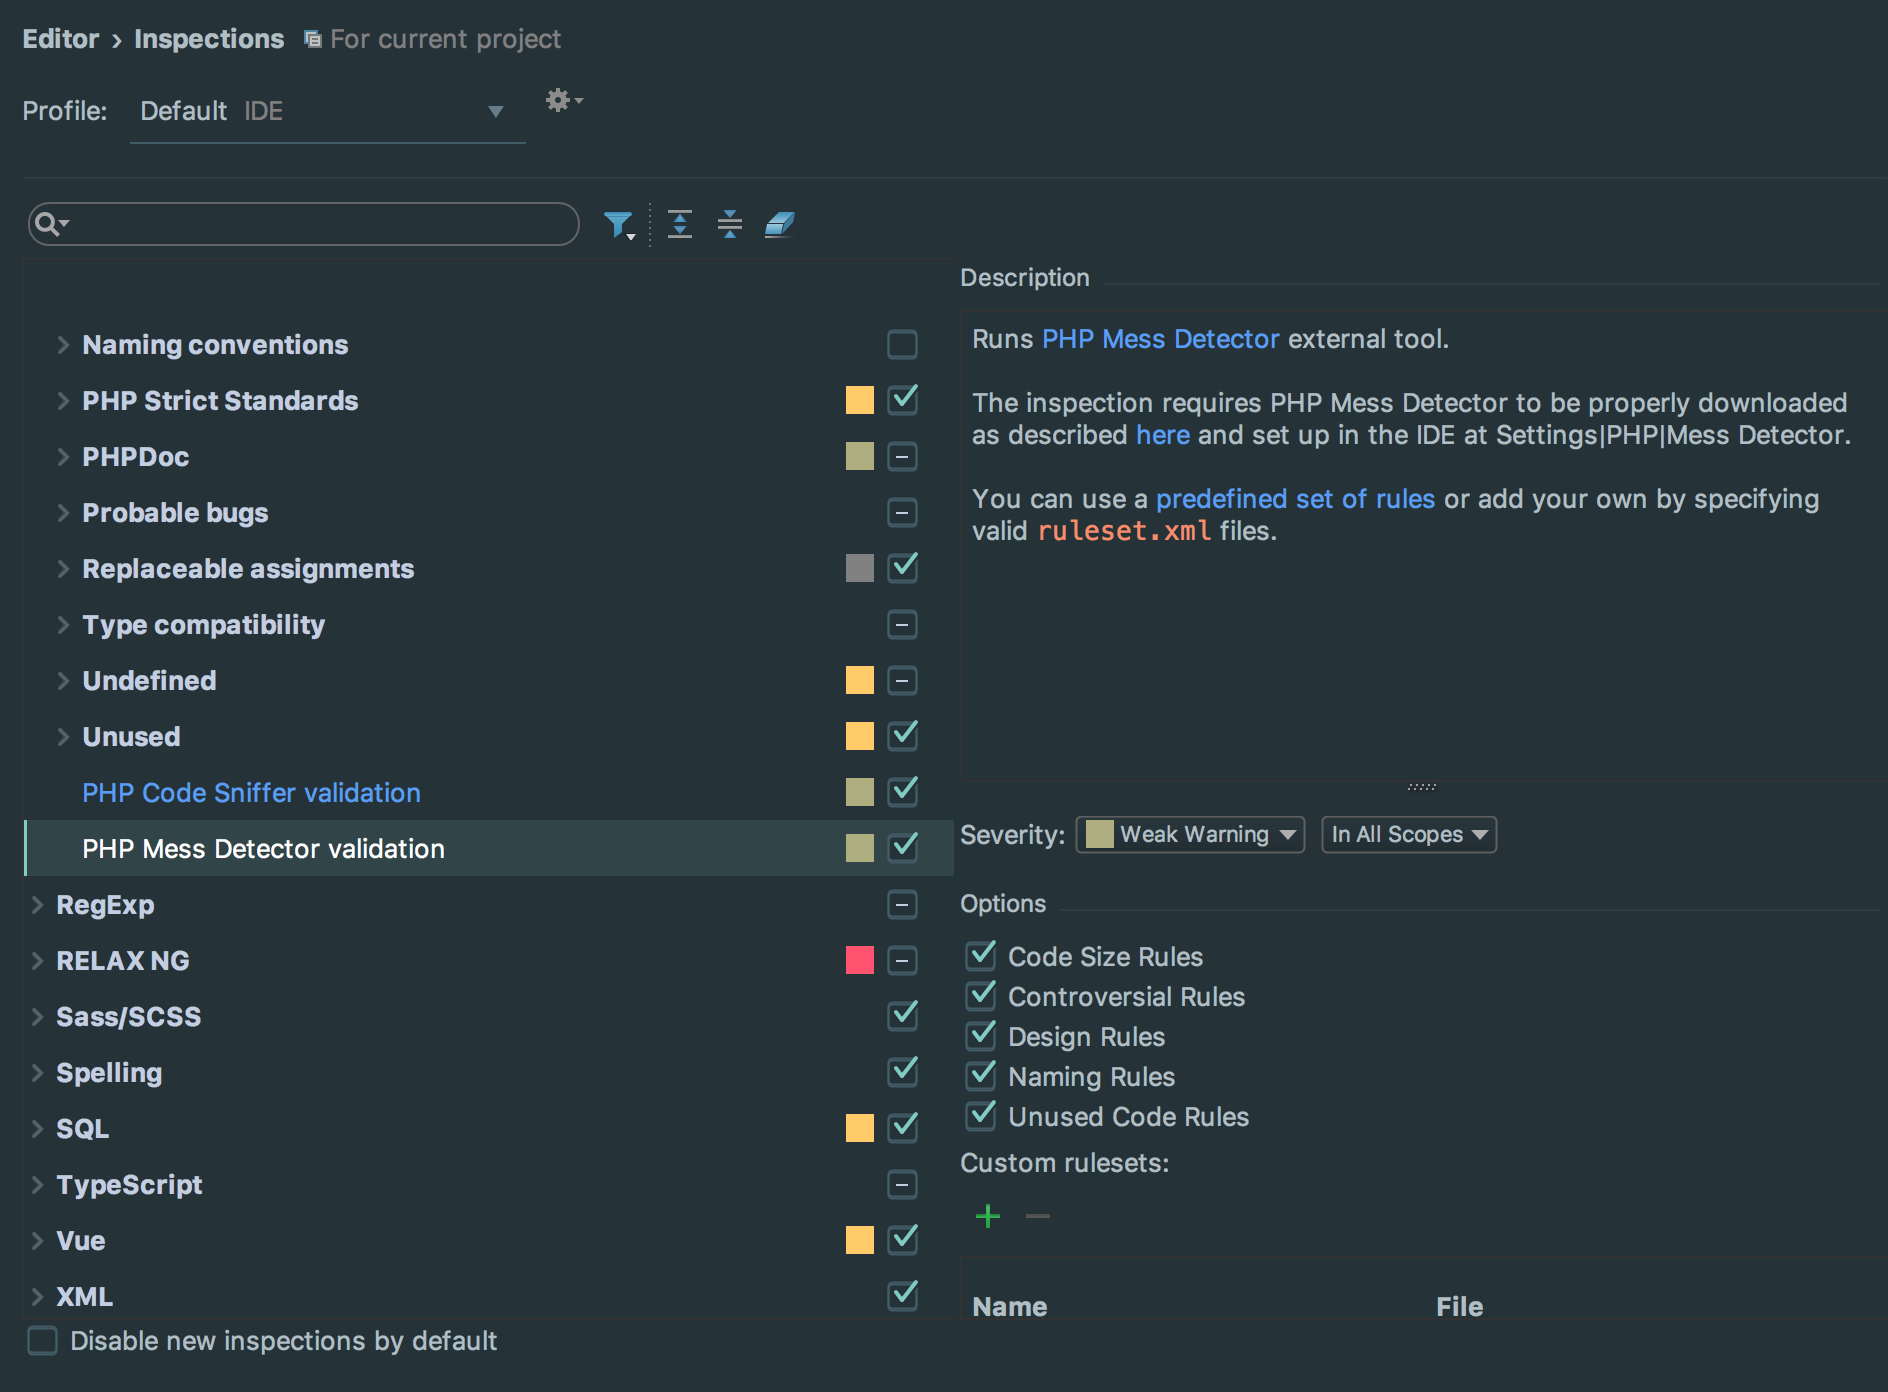 Editor › Inspections For current project
Profile: Default IDE
Naming conventions
PHP Strict Standards
PHPDoc
Probable bugs
Replaceable assignments
Type compatibility
Undefined
Unused
PHP Code Sniffer validation
PHP Mess Detector validation
RegExp
RELAX NG
Sass/SCSS
Spelling
SQL
TypeScript
Vue
XML
Disable new inspections by default
Description
Runs PHP Mess Detector external tool.
The inspection requires PHP Mess Detector to be properly downloaded
as described here and set up in the IDE at Settings|PHP|Mess Detector.
You can use a predefined set of rules or add your own by specifying
valid ruleset.xml files.
Severity: Weak Warning In All Scopes
Options
Code Size Rules
Controversial Rules
Design Rules
Naming Rules
Unused Code Rules
Custom rulesets:
Name File